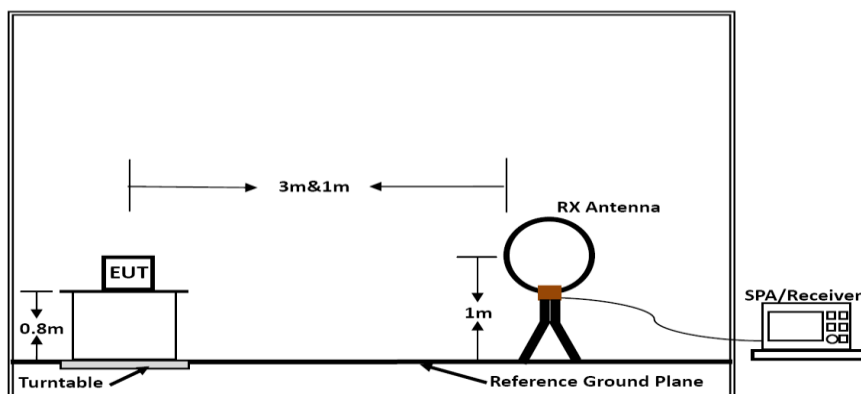 3m&1m
RX Antenna
EUT
SPA/Receiver
0.8m
1m
Turntable
Reference Ground Plane